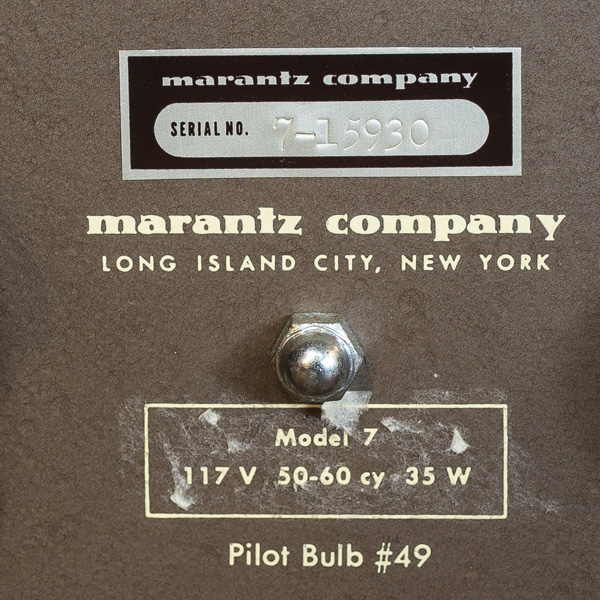 marantz company
SERIAL NO. 7-15930
marantz company
LONG ISLAND CITY, NEW YORK
Model 7
117 V 50-60 cy 35 W
Pilot Bulb #49